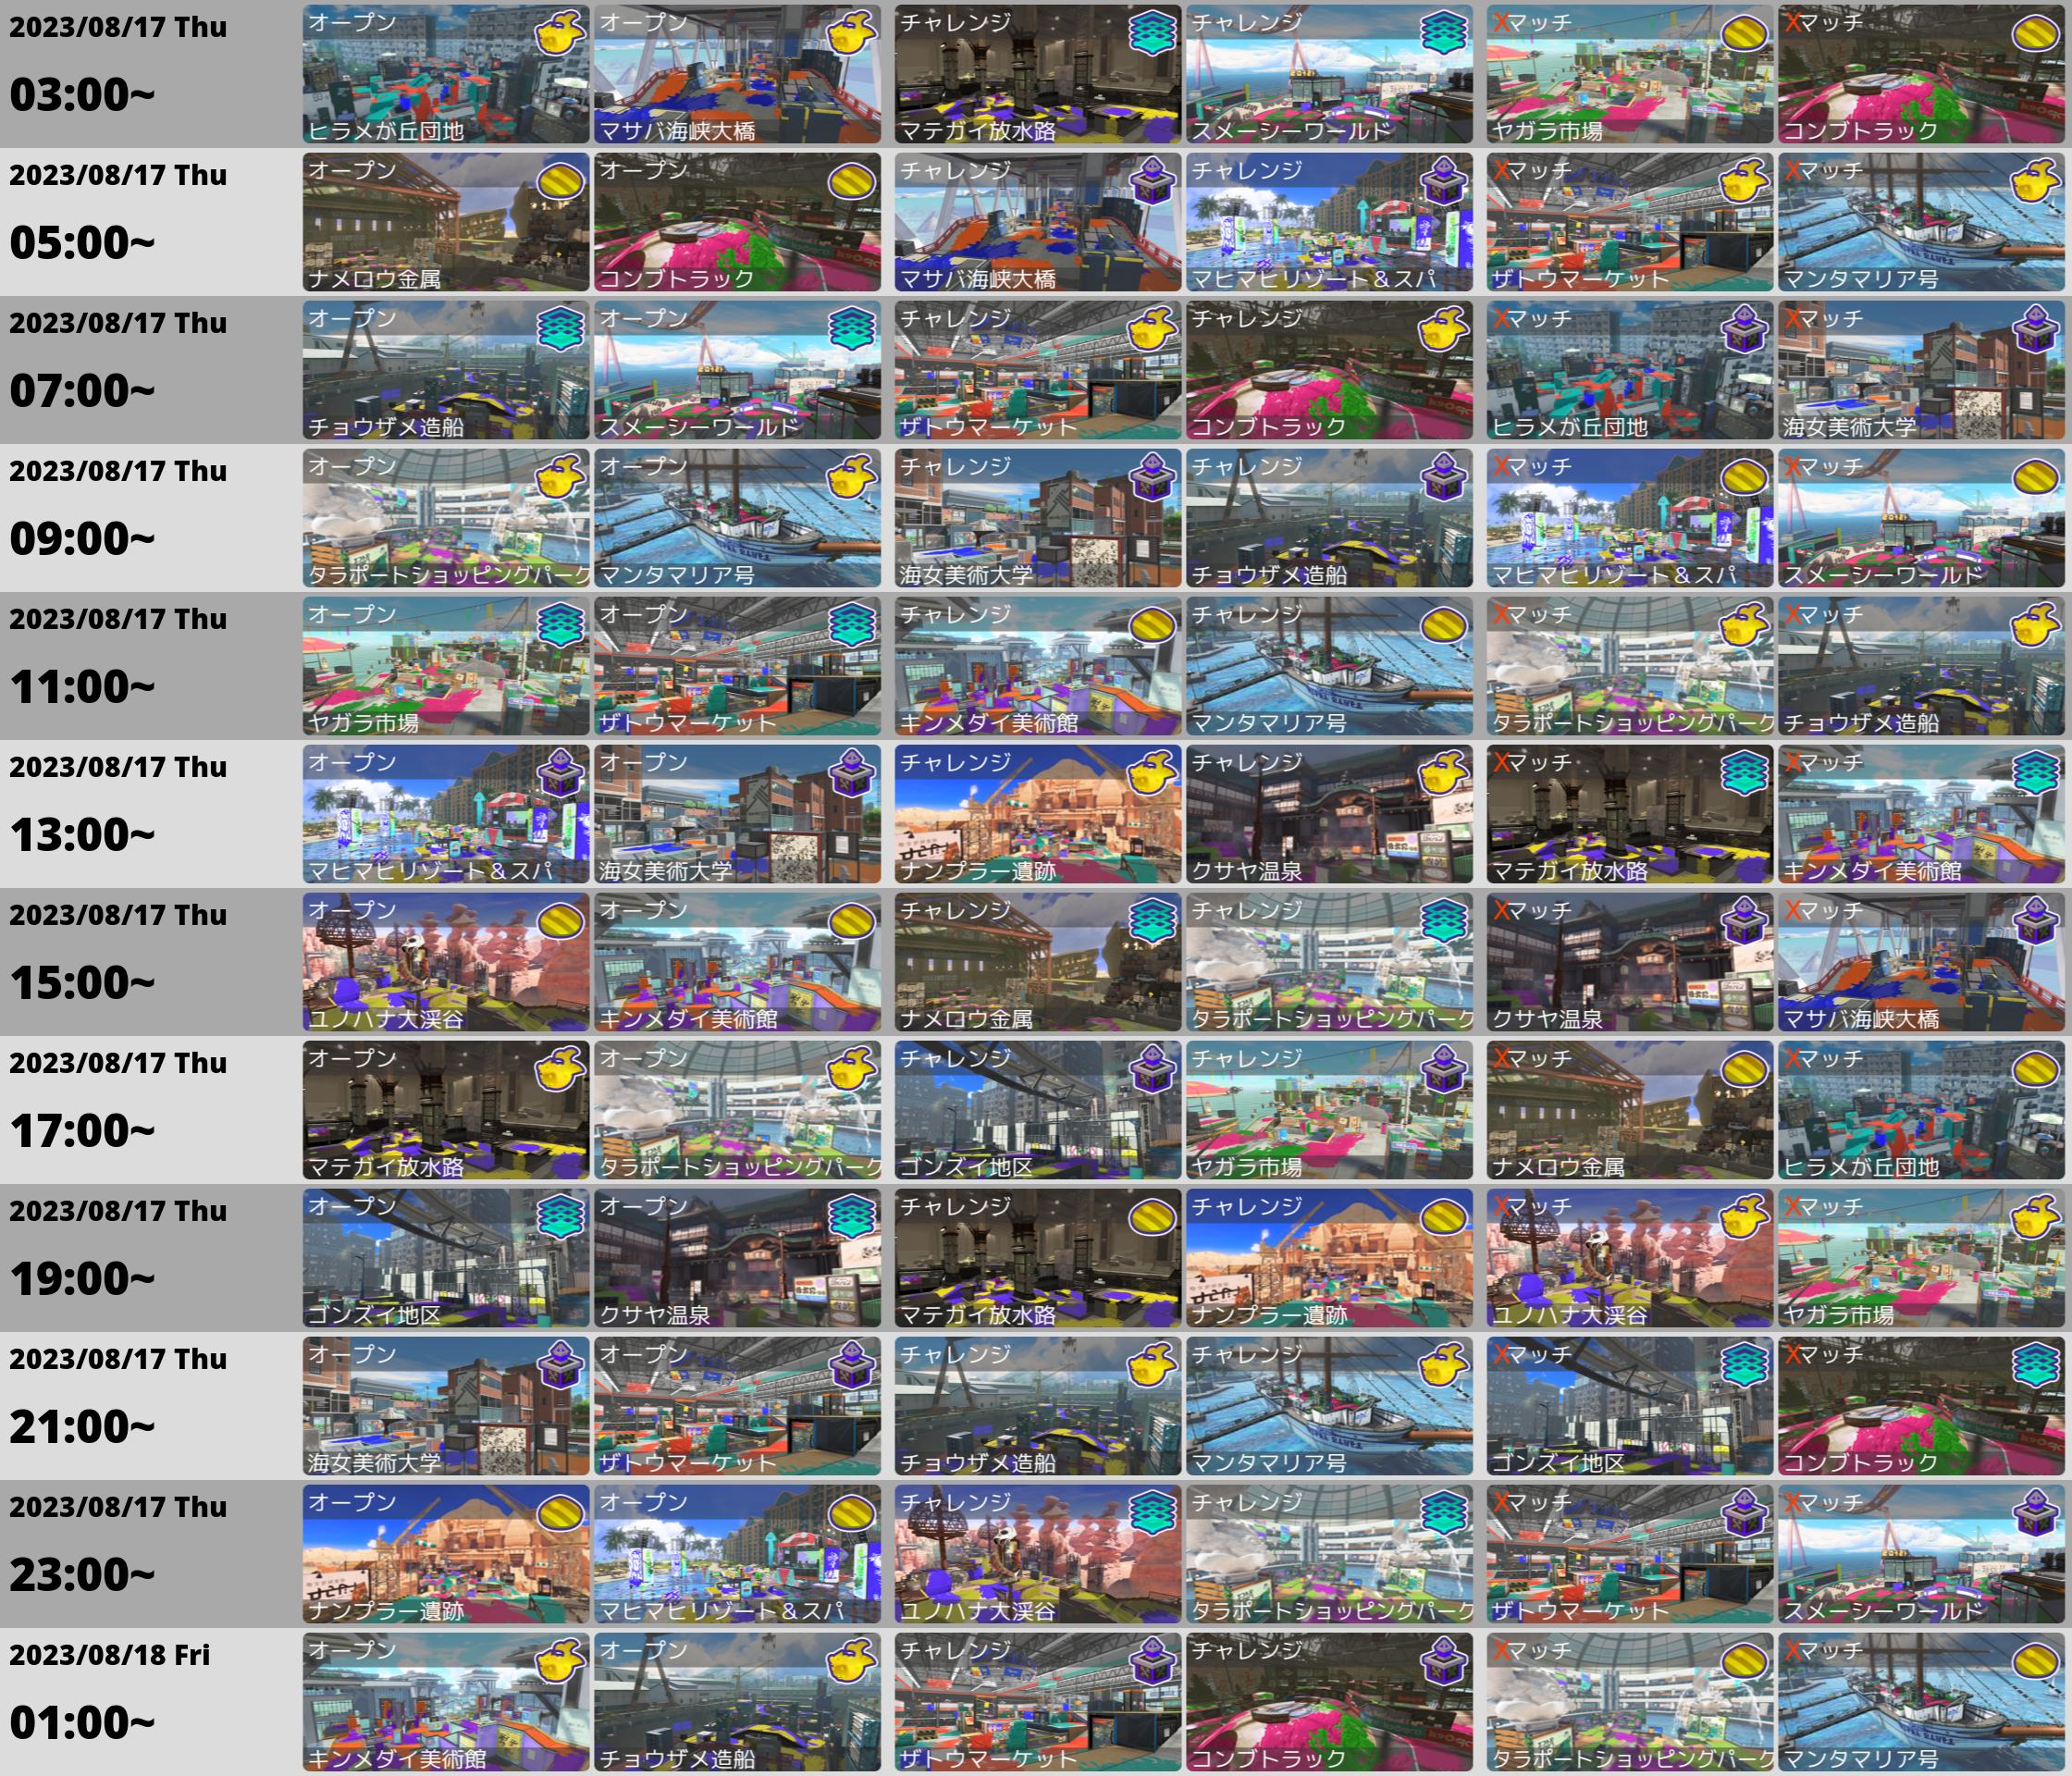 2023/08/17 Thu
03:00~
オープン オープン チャレンジ チャレンジ Xマッチ Xマッチ
ヒラメが丘団地 マサバ海峡大橋 マテガイ放水路 スメーシーワールド ヤガラ市場 コンブトラック
2023/08/17 Thu
05:00~
オープン オープン チャレンジ チャレンジ Xマッチ Xマッチ
ナメロウ金属 コンブトラック マサバ海峡大橋 マヒマヒリゾート＆スパ ザトウマーケット マンタマリア号
2023/08/17 Thu
07:00~
オープン オープン チャレンジ チャレンジ Xマッチ Xマッチ
チョウザメ造船 スメーシーワールド ザトウマーケット コンブトラック ヒラメが丘団地 海女美術大学
2023/08/17 Thu
09:00~
オープン オープン チャレンジ チャレンジ Xマッチ Xマッチ
タラポートショッピングパーク マンタマリア号 海女美術大学 チョウザメ造船 マヒマヒリゾート＆スパ スメーシーワールド
2023/08/17 Thu
11:00~
オープン オープン チャレンジ チャレンジ Xマッチ Xマッチ
ヤガラ市場 ザトウマーケット キンメダイ美術館 マンタマリア号 タラポートショッピングパーク チョウザメ造船
2023/08/17 Thu
13:00~
オープン オープン チャレンジ チャレンジ Xマッチ Xマッチ
マヒマヒリゾート＆スパ 海女美術大学 ナンプラー遺跡 クサヤ温泉 マテガイ放水路 キンメダイ美術館
2023/08/17 Thu
15:00~
オープン オープン チャレンジ チャレンジ Xマッチ Xマッチ
ユノハナ大渓谷 キンメダイ美術館 ナメロウ金属 タラポートショッピングパーク クサヤ温泉 マサバ海峡大橋
2023/08/17 Thu
17:00~
オープン オープン チャレンジ チャレンジ Xマッチ Xマッチ
マテガイ放水路 タラポートショッピングパーク ゴンズイ地区 ヤガラ市場 ナメロウ金属 ヒラメが丘団地
2023/08/17 Thu
19:00~
オープン オープン チャレンジ チャレンジ Xマッチ Xマッチ
ゴンズイ地区 クサヤ温泉 マテガイ放水路 ナンプラー遺跡 ユノハナ大渓谷 ヤガラ市場
2023/08/17 Thu
21:00~
オープン オープン チャレンジ チャレンジ Xマッチ Xマッチ
海女美術大学 ザトウマーケット チョウザメ造船 マンタマリア号 ゴンズイ地区 コンブトラック
2023/08/17 Thu
23:00~
オープン オープン チャレンジ チャレンジ Xマッチ Xマッチ
ナンプラー遺跡 マヒマヒリゾート＆スパ ユノハナ大渓谷 タラポートショッピングパーク ザトウマーケット スメーシーワールド
2023/08/18 Fri
01:00~
オープン オープン チャレンジ チャレンジ Xマッチ Xマッチ
キンメダイ美術館 チョウザメ造船 ザトウマーケット コンブトラック タラポートショッピングパーク マンタマリア号